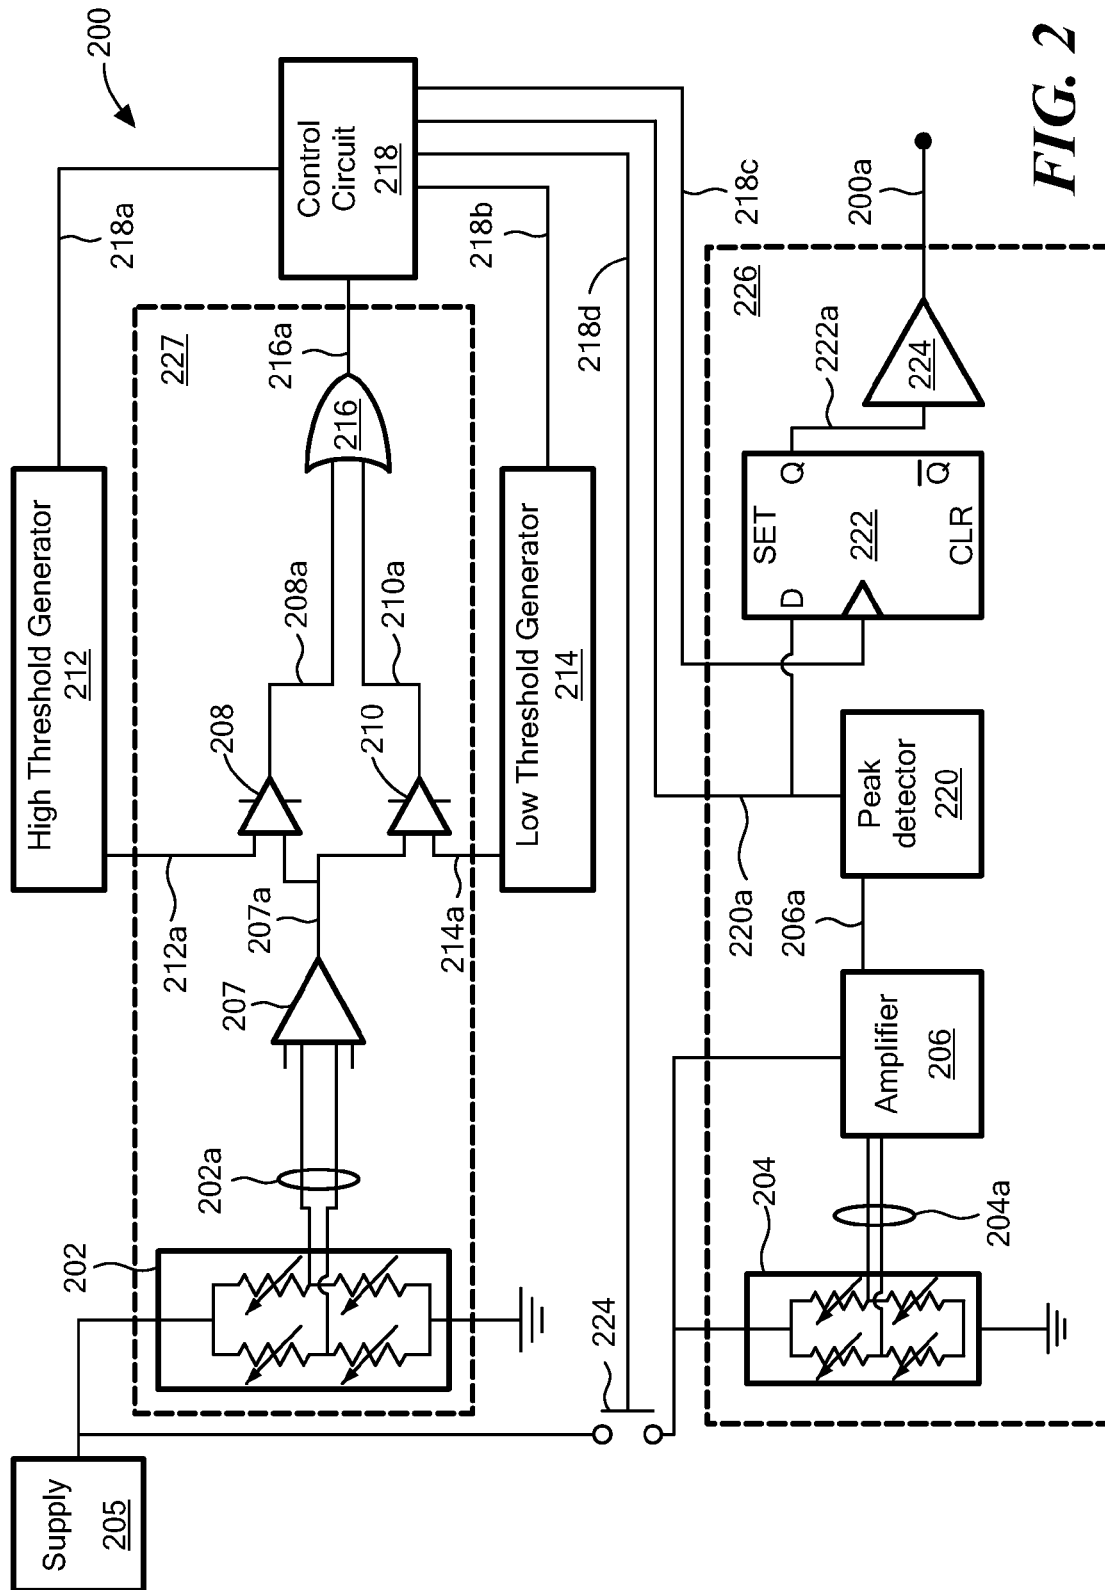 200
High Threshold Generator
212
218a
Control
Circuit
218
227
208
208a
212a
207
207a
202a
202
216
216a
210
210a
214a
Low Threshold Generator
214
218b
Supply
205
218d
218c
224
226
204
204a
Amplifier
206
206a
Peak
detector
220
220a
SET
D
Q
222
Q
CLR
222a
224
200a
FIG. 2